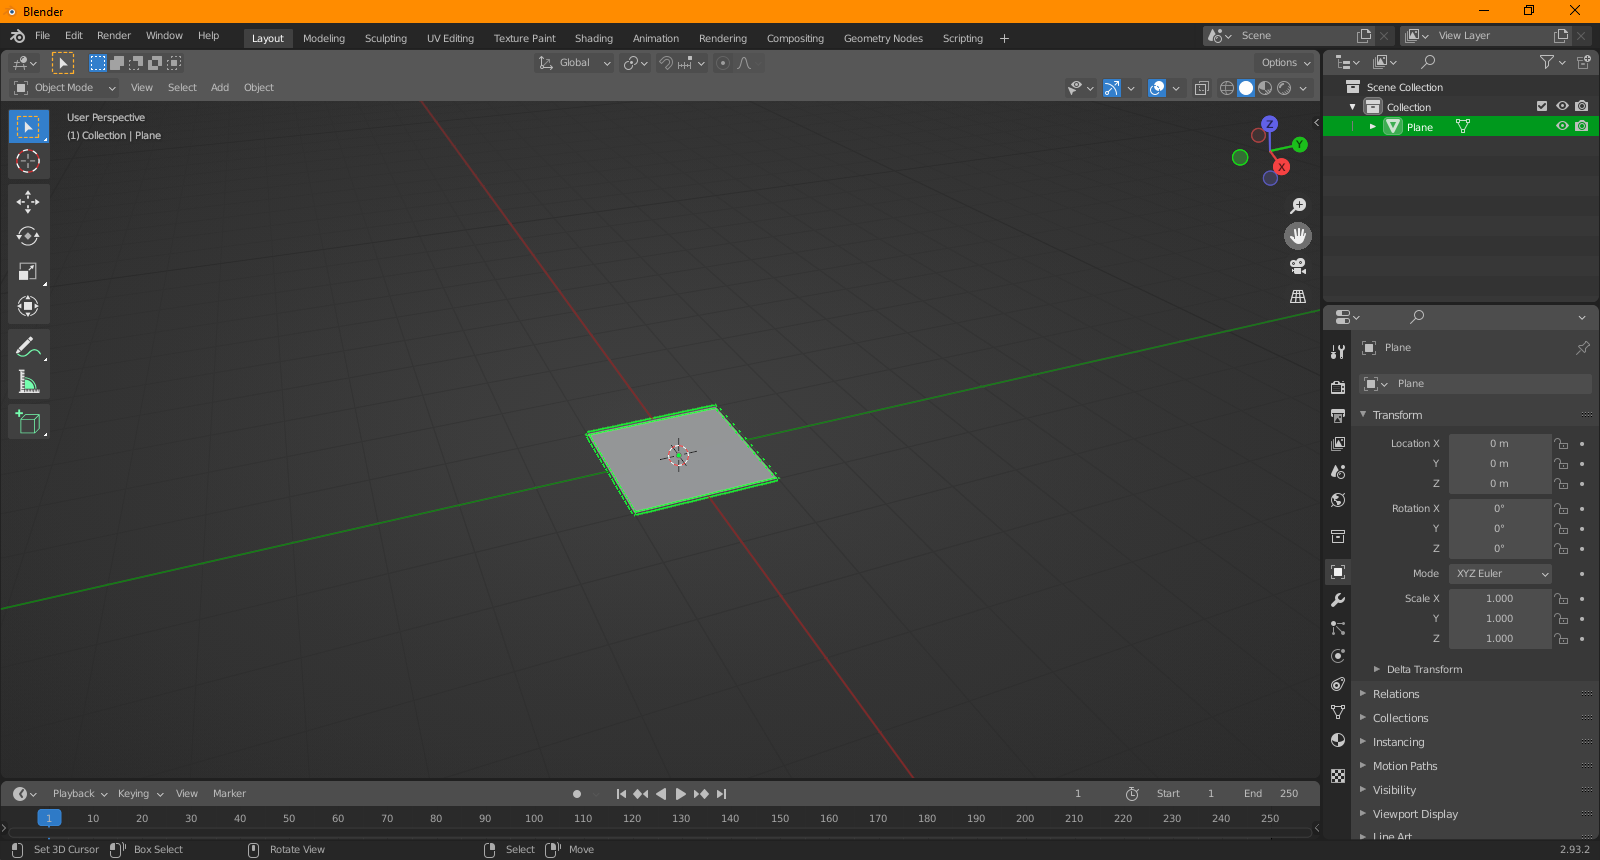 Blender
File Edit Render Window Help Layout Modeling Sculpting UV Editing Texture Paint Shading Animation Rendering Compositing Geometry Nodes Scripting + Scene View Layer
Global Options
Object Mode View Select Add Object
User Perspective
(1) Collection | Plane
Z
Y
X
Scene Collection
Collection
Plane
Plane
Plane
Transform
Location X 0 m
Y 0 m
Z 0 m
Rotation X 0°
Y 0°
Z 0°
Mode XYZ Euler
Scale X 1.000
Y 1.000
Z 1.000
Delta Transform
Relations
Collections
Instancing
Motion Paths
Visibility
Viewport Display
Line Art
Playback Keying View Marker 1 Start 1 End 250
1 10 20 30 40 50 60 70 80 90 100 110 120 130 140 150 160 170 180 190 200 210 220 230 240 250
Set 3D Cursor Box Select Rotate View Select Move 2.93.2